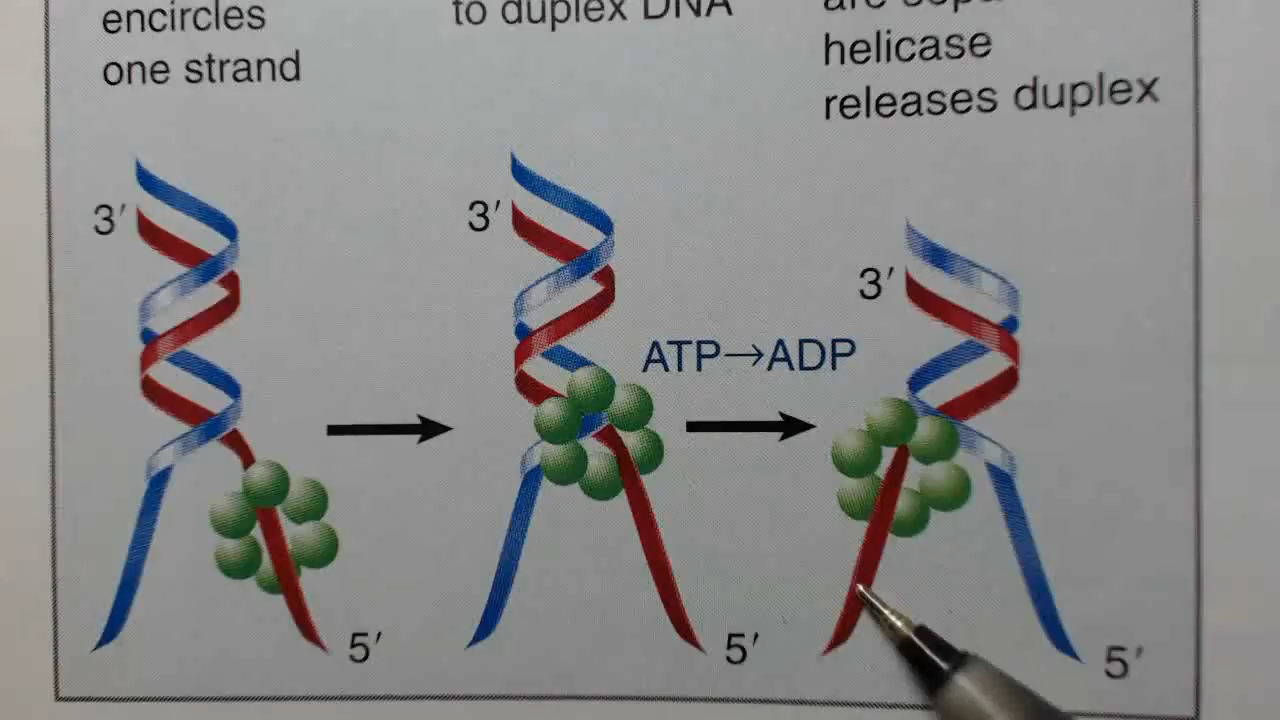 encircles
one strand
to duplex DNA
helicase
releases duplex
3′
3′
3′
ATP→ADP
5′
5′
5′